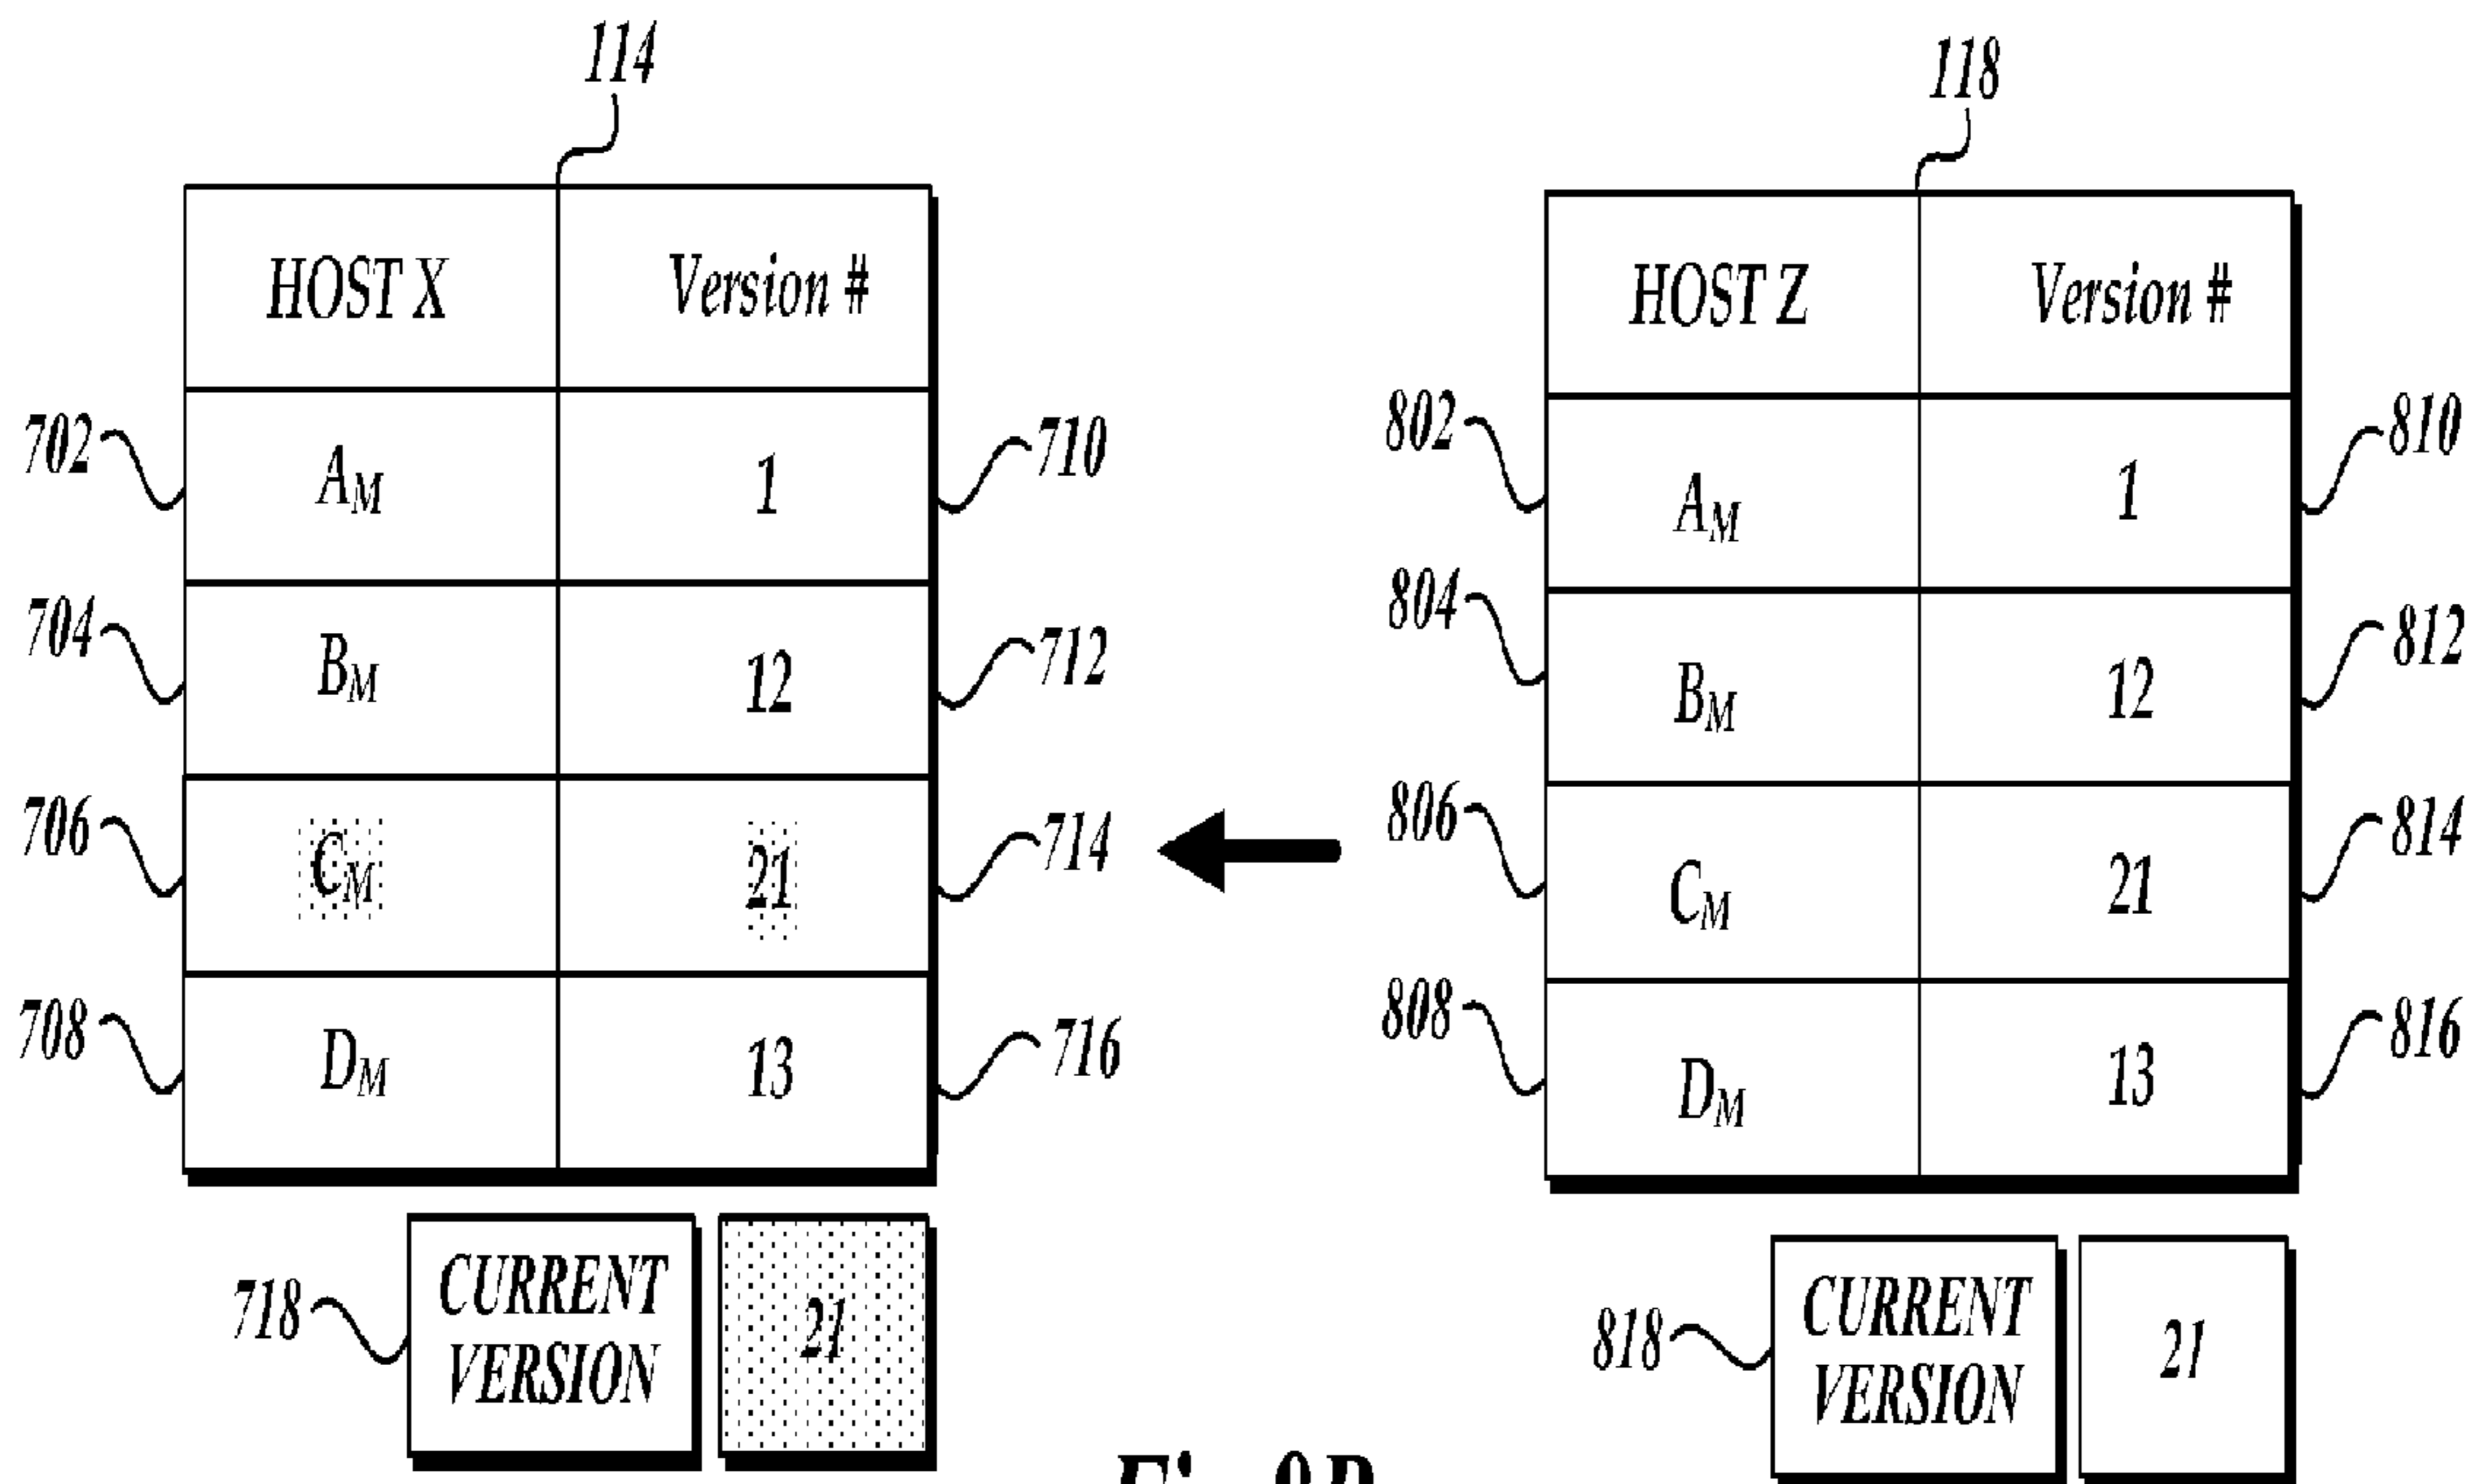 114
HOST X Version #
702 A_M 1 710
704 B_M 12 712
706 C_M 21 714
708 D_M 13 716
718 CURRENT VERSION 21
118
HOST Z Version #
802 A_M 1 810
804 B_M 12 812
806 C_M 21 814
808 D_M 13 816
818 CURRENT VERSION 21